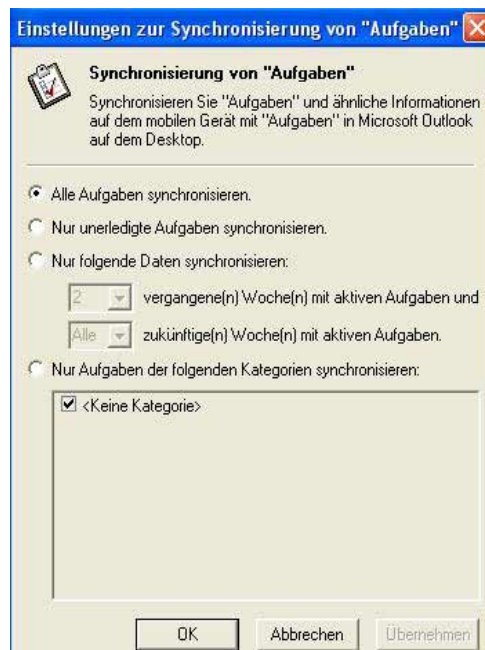 Einstellungen zur Synchronisierung von "Aufgaben"
Synchronisierung von "Aufgaben"
Synchronisieren Sie "Aufgaben" und ähnliche Informationen
auf dem mobilen Gerät mit "Aufgaben" in Microsoft Outlook
auf dem Desktop.
Alle Aufgaben synchronisieren.
Nur unerledigte Aufgaben synchronisieren.
Nur folgende Daten synchronisieren:
2 vergangene(n) Woche(n) mit aktiven Aufgaben und
Alle zukünftige(n) Woche(n) mit aktiven Aufgaben.
Nur Aufgaben der folgenden Kategorien synchronisieren:
<Keine Kategorie>
OK Abbrechen Übernehmen